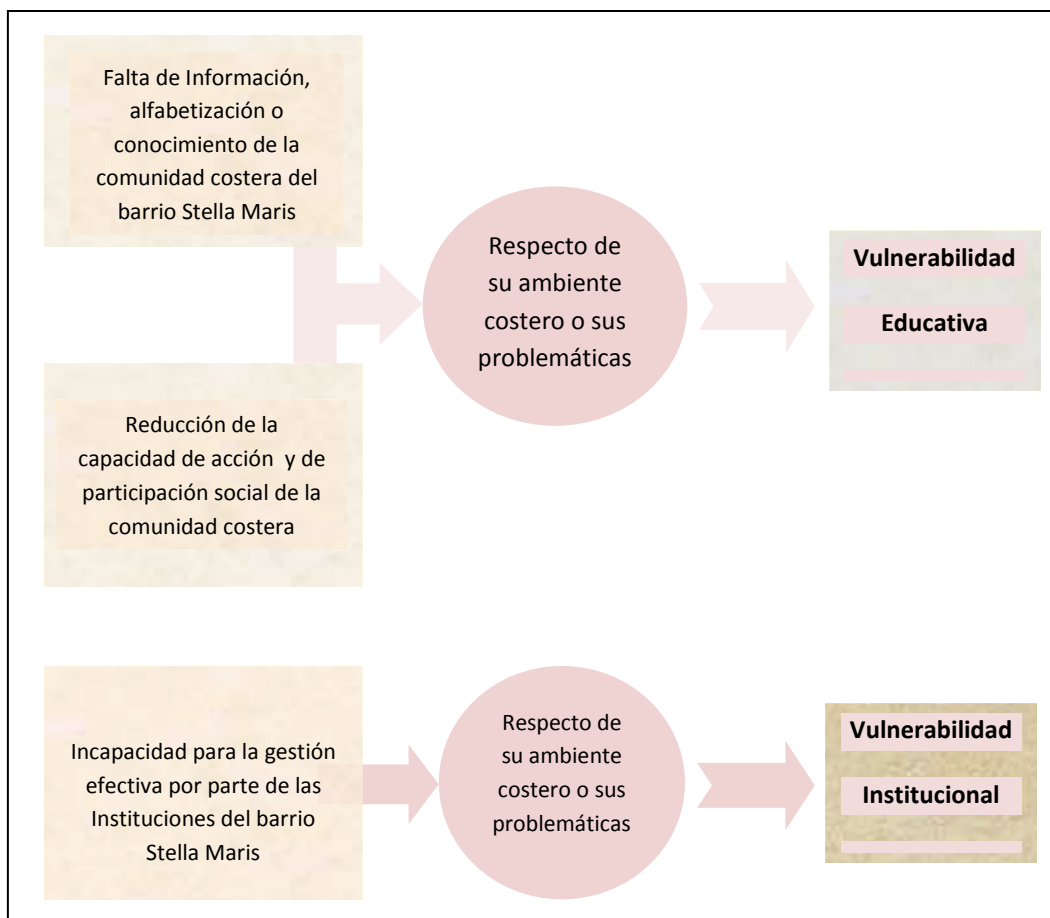 Falta de Información,
alfabetización o
conocimiento de la
comunidad costera del
barrio Stella Maris
Reducción de la
capacidad de acción y de
participación social de la
comunidad costera
Respecto de
su ambiente
costero o sus
problemáticas
Vulnerabilidad
Educativa
Incapacidad para la gestión
efectiva por parte de las
Instituciones del barrio
Stella Maris
Respecto de
su ambiente
costero o sus
problemáticas
Vulnerabilidad
Institucional